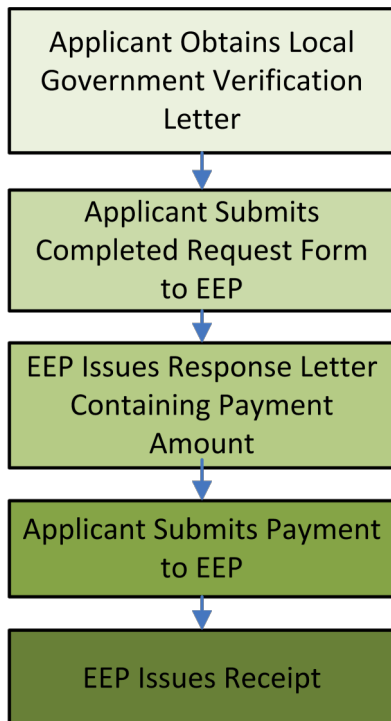 Applicant Obtains Local
Government Verification
Letter
Applicant Submits
Completed Request Form
to EEP
EEP Issues Response Letter
Containing Payment
Amount
Applicant Submits Payment
to EEP
EEP Issues Receipt